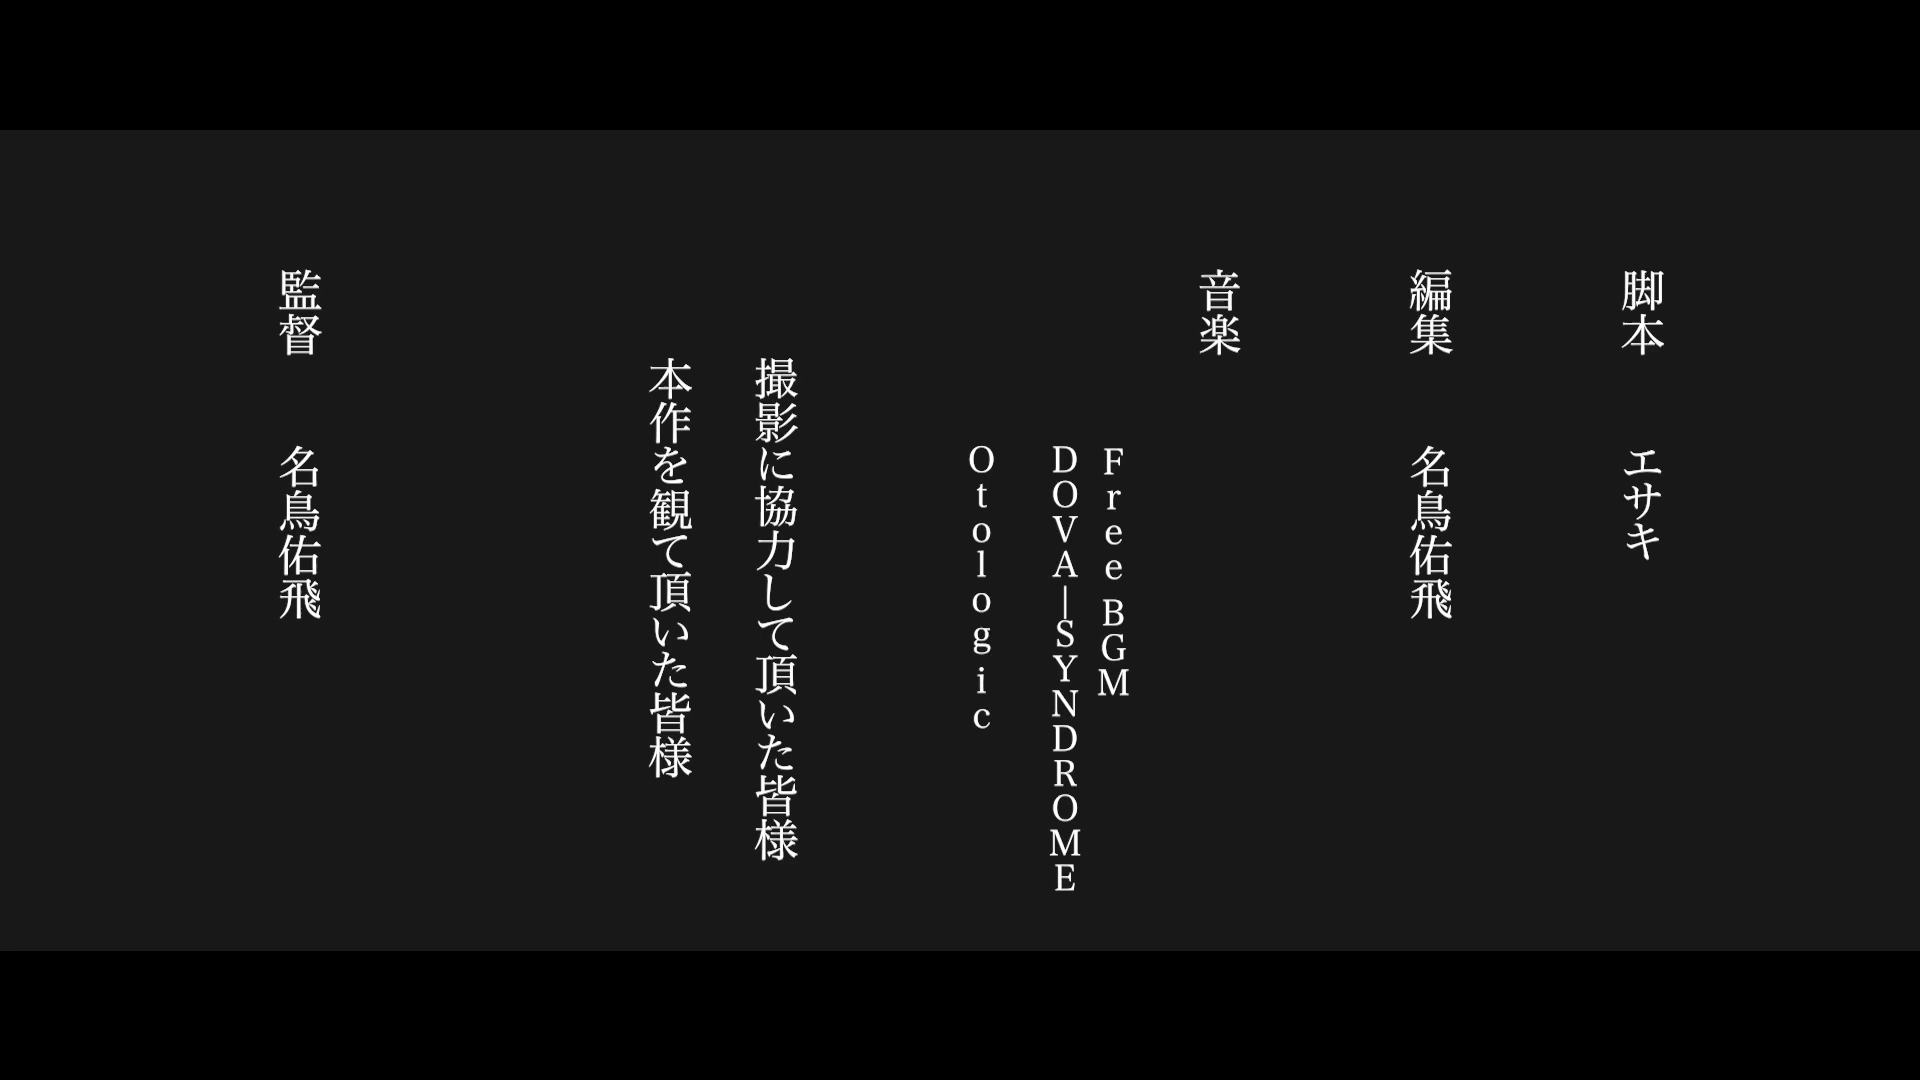 脚本 エサキ
編集 名鳥佑飛
音楽
Free BGM
DOVA-SYNDROME
Otologic
撮影に協力して頂いた皆様
本作を観て頂いた皆様
監督 名鳥佑飛